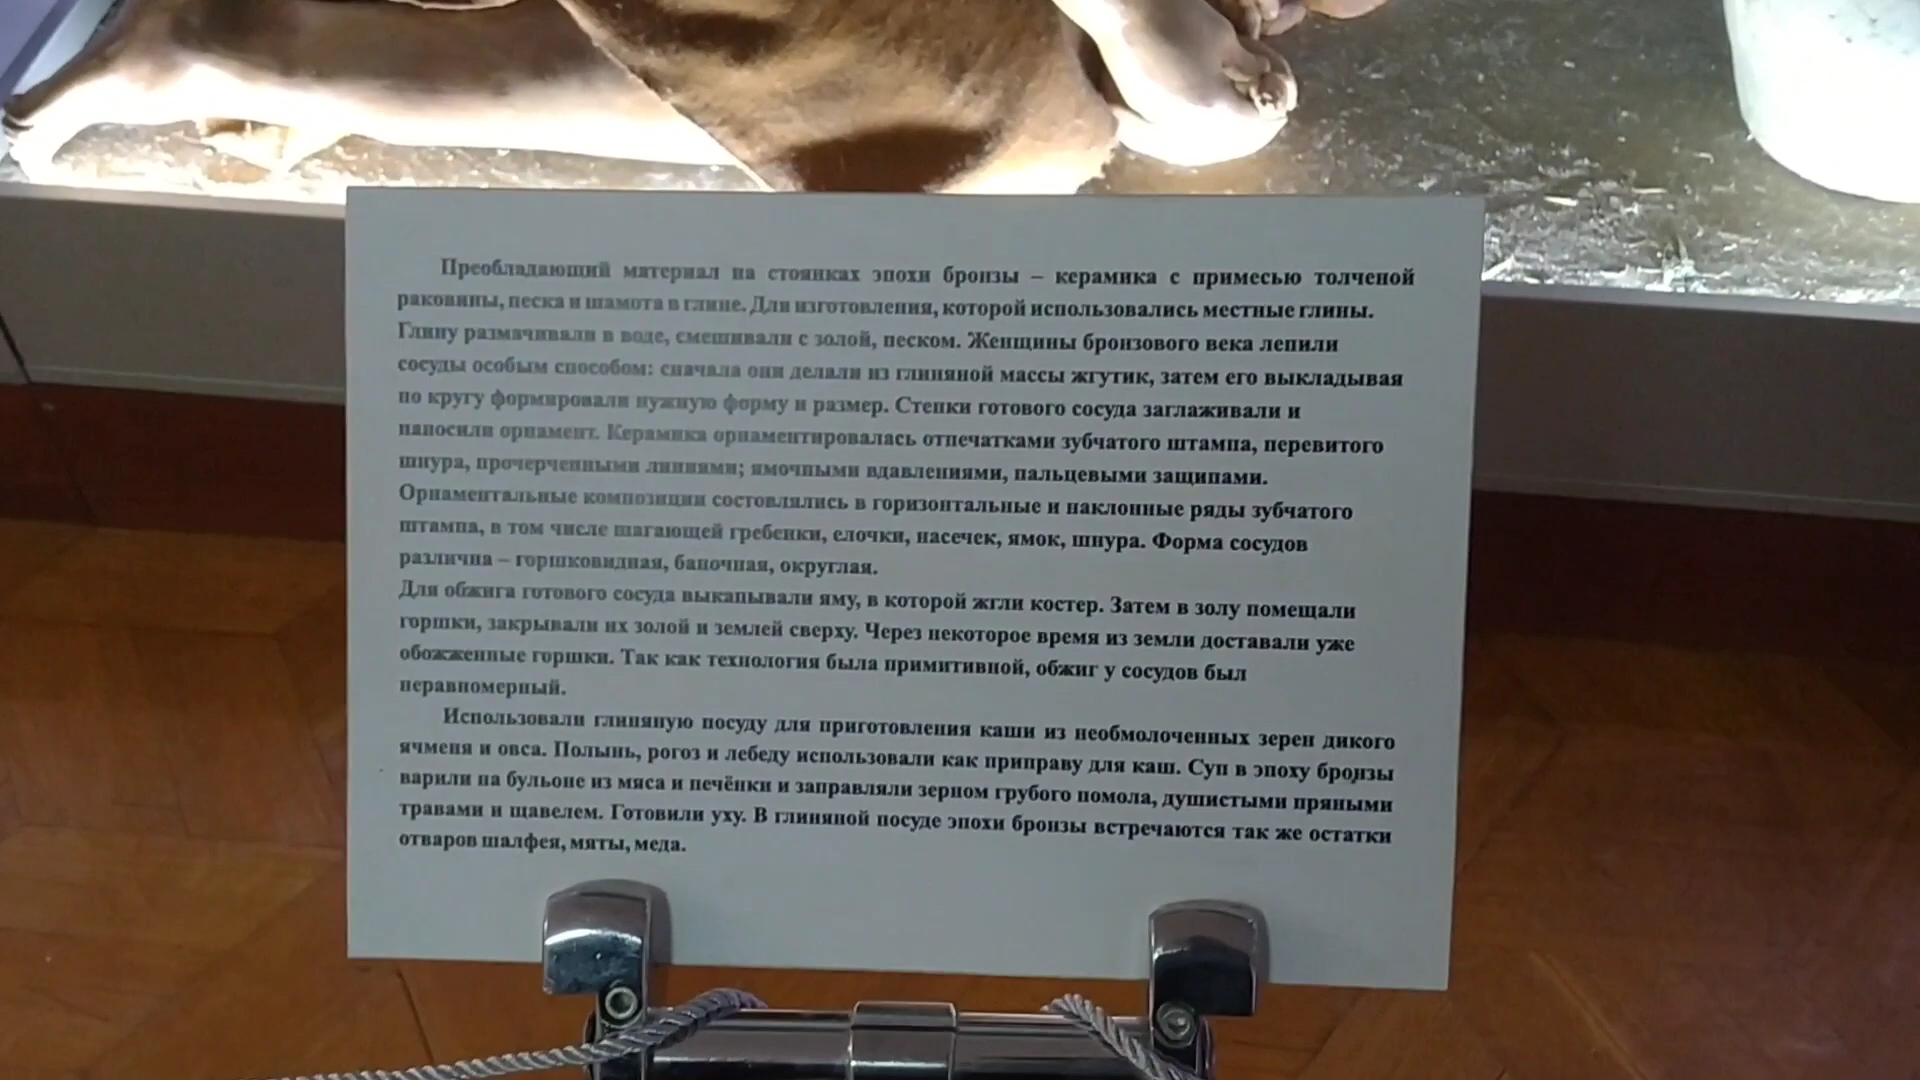 Преобладающий материал на стоянках эпохи бронзы – керамика с примесью толченой
раковины, песка и шамота в глине. Для изготовления, которой использовались местные глины.
Глину размачивали в воде, смешивали с золой, песком. Женщины бронзового века лепили
сосуды особым способом: сначала они делали из глиняной массы жгутик, затем его выкладывая
по кругу формировали нужную форму и размер. Стенки готового сосуда заглаживали и
наносили орнамент. Керамика орнаментировалась отпечатками зубчатого штампа, перевитого
шнура, прочерченными линиями; ямочными вдавлениями, пальцевыми защипами.
Орнаментальные композиции состовлялись в горизонтальные и наклонные ряды зубчатого
штампа, в том числе шагающей гребенки, елочки, насечек, ямок, шнура. Форма сосудов
различна – горшковидная, баночная, округлая.
Для обжига готового сосуда выкапывали яму, в которой жгли костер. Затем в золу помещали
горшки, закрывали их золой и землей сверху. Через некоторое время из земли доставали уже
обожженные горшки. Так как технология была примитивной, обжиг у сосудов был
неравномерный.
Использовали глиняную посуду для приготовления каши из необмолоченных зерен дикого
ячменя и овса. Полынь, рогоз и лебеду использовали как приправу для каш. Суп в эпоху бронзы
варили на бульоне из мяса и печёнки и заправляли зерном грубого помола, душистыми пряными
травами и щавелем. Готовили уху. В глиняной посуде эпохи бронзы встречаются так же остатки
отваров шалфея, мяты, меда.